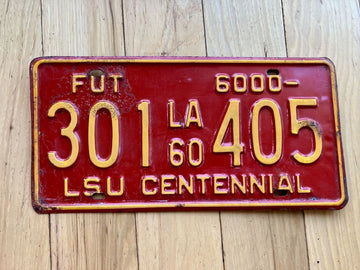 FUT 6000-
301 LA 60 405
LSU CENTENNIAL